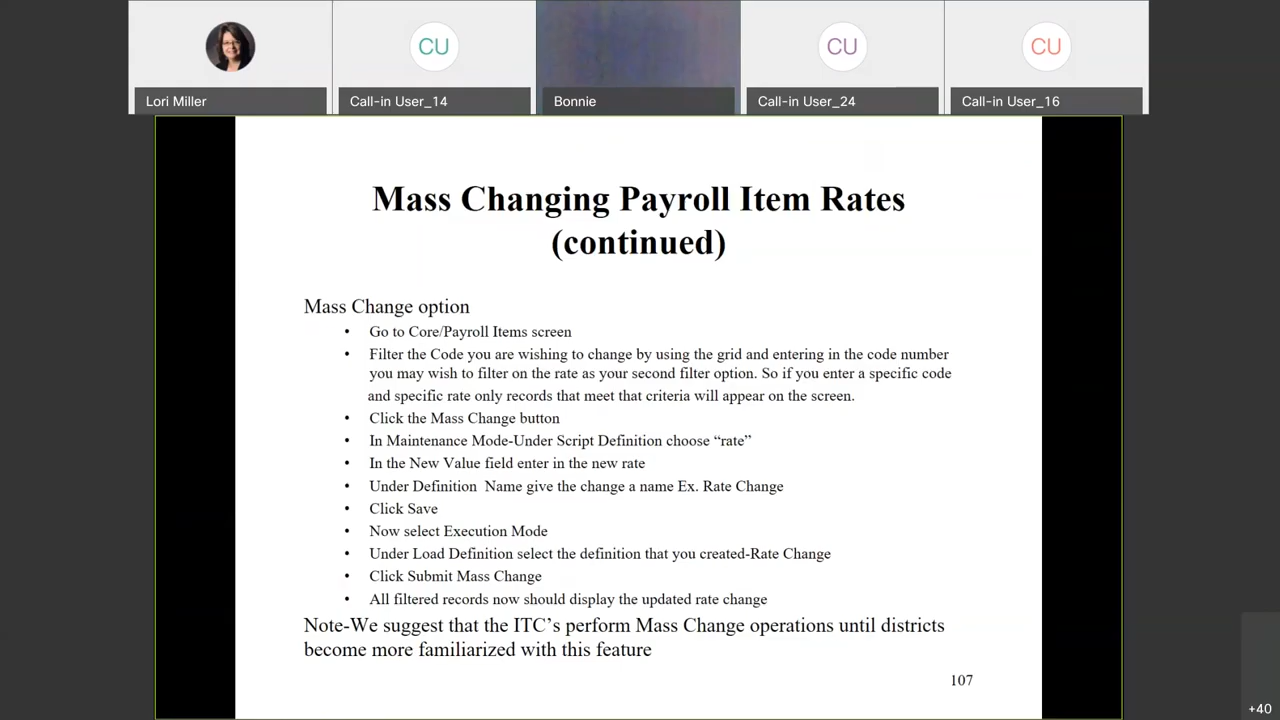 CU
CU
CU
Lori Miller
Call-in User_14
Bonnie
Call-in User_24
Call-in User_16
Mass Changing Payroll Item Rates
(continued)
Mass Change option
• Go to Core/Payroll Items screen
• Filter the Code you are wishing to change by using the grid and entering in the code number
you may wish to filter on the rate as your second filter option. So if you enter a specific code
and specific rate only records that meet that criteria will appear on the screen.
• Click the Mass Change button
• In Maintenance Mode-Under Script Definition choose “rate”
• In the New Value field enter in the new rate
• Under Definition  Name give the change a name Ex. Rate Change
• Click Save
• Now select Execution Mode
• Under Load Definition select the definition that you created-Rate Change
• Click Submit Mass Change
• All filtered records now should display the updated rate change
Note-We suggest that the ITC’s perform Mass Change operations until districts
become more familiarized with this feature
107
+40